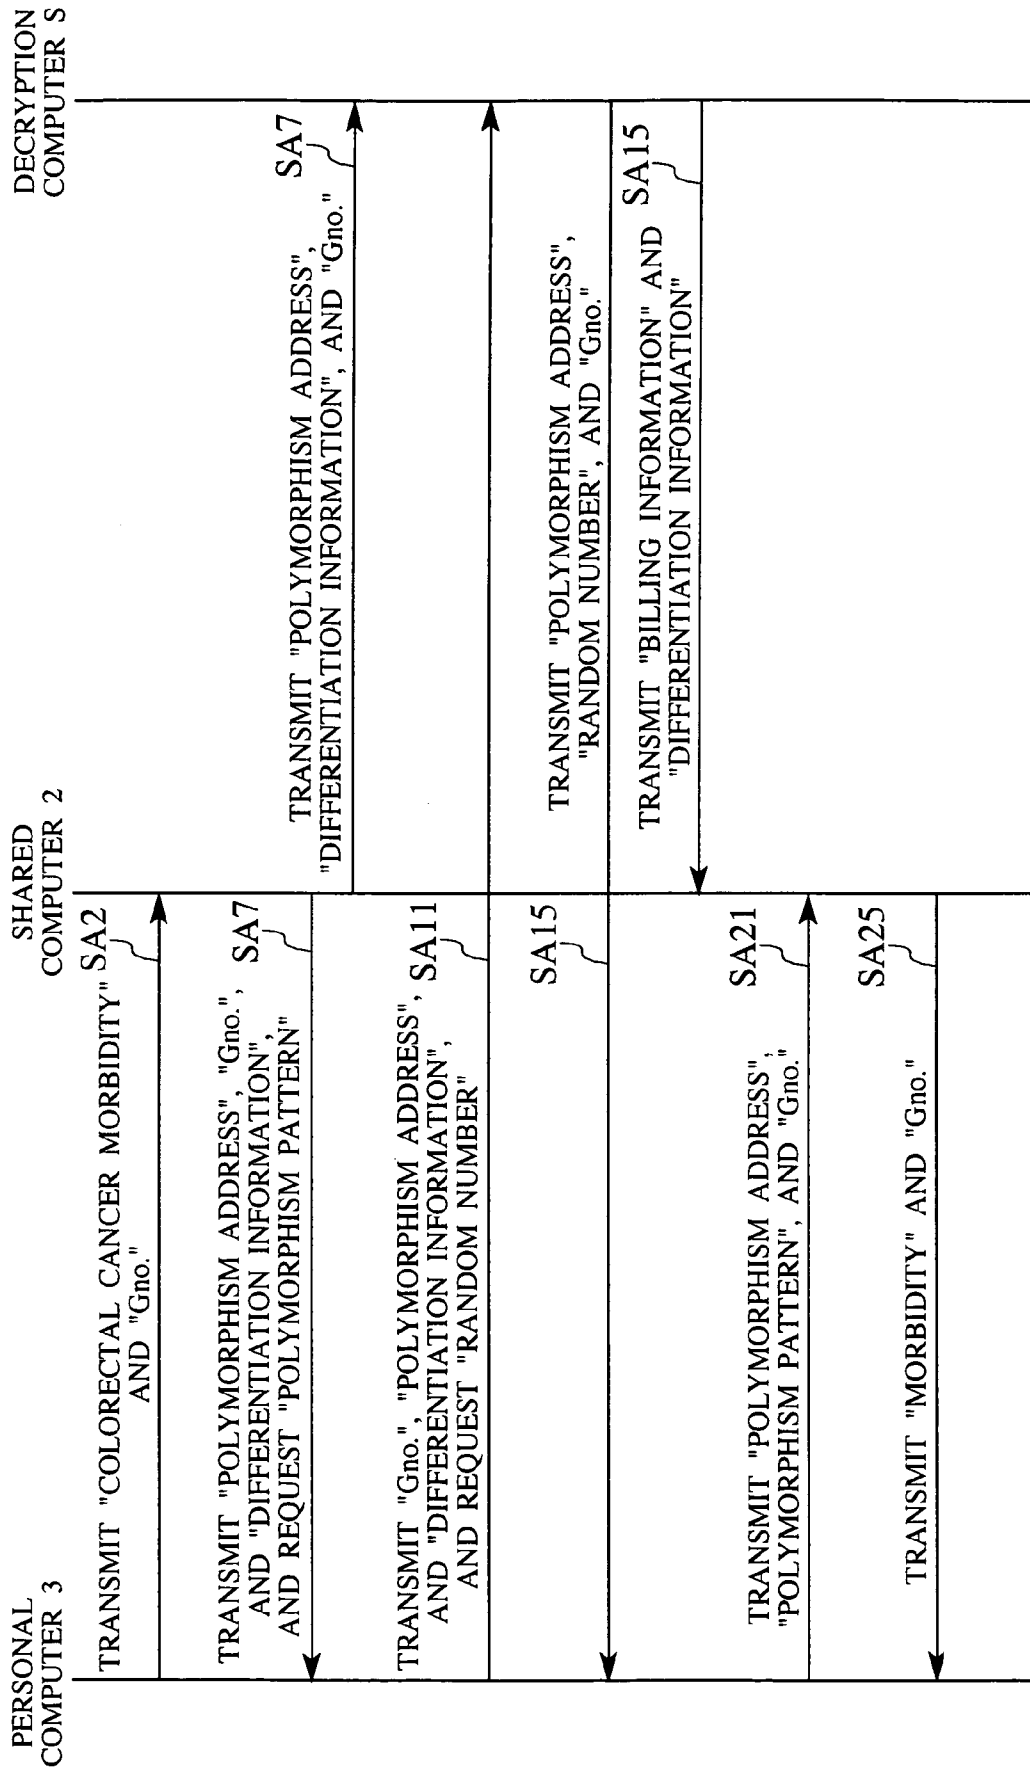 PERSONAL
COMPUTER 3
SHARED
COMPUTER 2
DECRYPTION
COMPUTER S
TRANSMIT "COLORECTAL CANCER MORBIDITY"
AND "Gno."
SA2
TRANSMIT "POLYMORPHISM ADDRESS", "Gno.",
AND "DIFFERENTIATION INFORMATION",
AND REQUEST "POLYMORPHISM PATTERN"
SA7
TRANSMIT "POLYMORPHISM ADDRESS",
"DIFFERENTIATION INFORMATION", AND "Gno."
SA7
TRANSMIT "Gno.", "POLYMORPHISM ADDRESS",
AND "DIFFERENTIATION INFORMATION",
AND REQUEST "RANDOM NUMBER"
SA11
SA15
TRANSMIT "POLYMORPHISM ADDRESS",
"RANDOM NUMBER", AND "Gno."
TRANSMIT "BILLING INFORMATION" AND
"DIFFERENTIATION INFORMATION"
SA15
TRANSMIT "POLYMORPHISM ADDRESS",
"POLYMORPHISM PATTERN", AND "Gno."
SA21
TRANSMIT "MORBIDITY" AND "Gno."
SA25